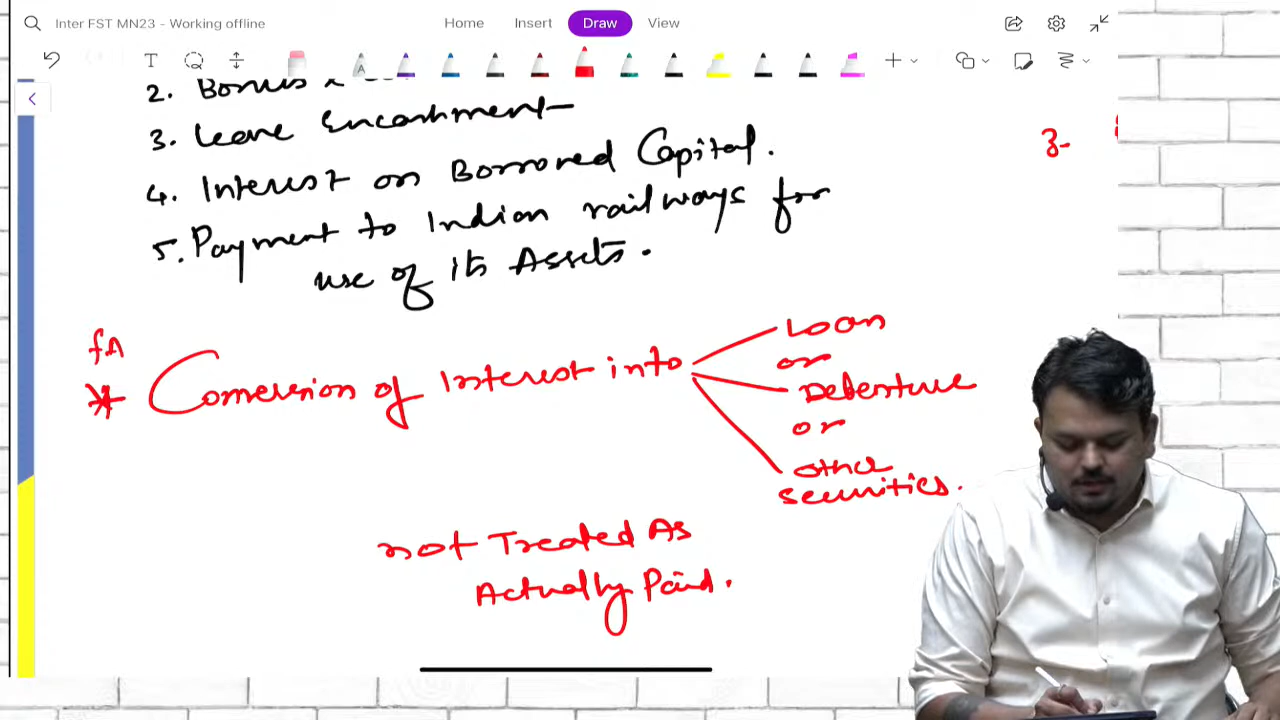 Inter FST MN23 - Working offline
Home Insert Draw View
2. Bonus
3. Leave Encashment
4. Interest on Borrored Capital.
5. Payment to Indian railways for
use of its Assets.
3-
fA
* Conversion of Interest into
Loan
or
Debenture
or
other
securities.
not Treated As
Actually Paid.